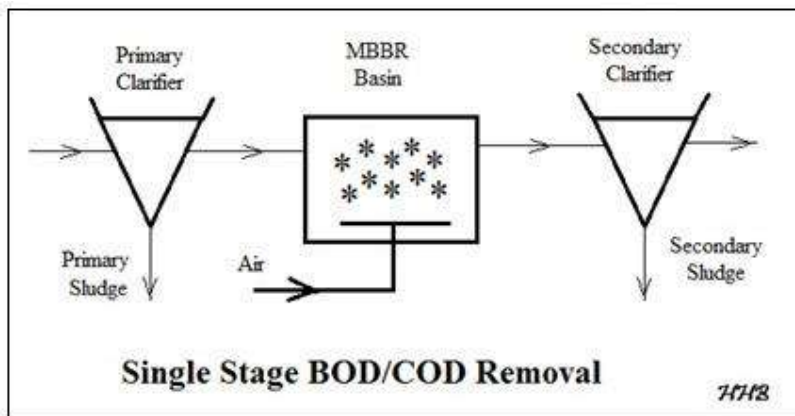 Primary
Clarifier
MBBR
Basin
Secondary
Clarifier
Primary
Sludge
Air
Secondary
Sludge
Single Stage BOD/COD Removal
HHB